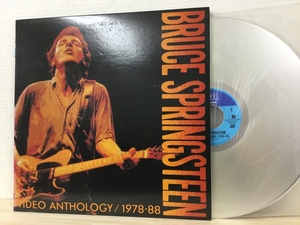 BRUCE SPRINGSTEEN
VIDEO ANTHOLOGY / 1978-88